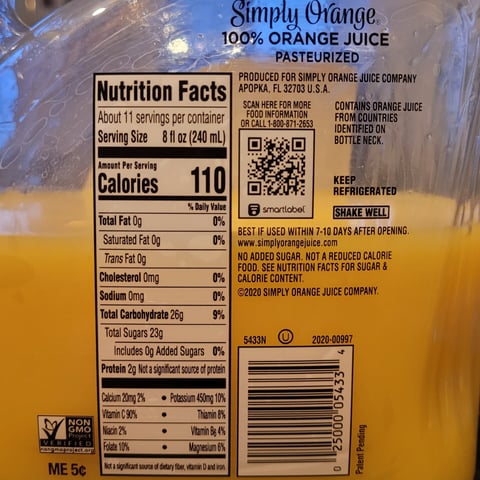 Simply Orange®
100% ORANGE JUICE
PASTEURIZED
Nutrition Facts
About 11 servings per container
Serving Size 8 fl oz (240 mL)
Amount Per Serving
Calories 110
% Daily Value
Total Fat 0g 0%
Saturated Fat 0g 0%
Trans Fat 0g
Cholesterol 0mg 0%
Sodium 0mg 0%
Total Carbohydrate 26g 9%
Total Sugars 23g
Includes 0g Added Sugars 0%
Protein 2g Not a significant source of protein
Calcium 20mg 2% • Potassium 450mg 10%
Vitamin C 90% • Thiamin 8%
Niacin 2% • Vitamin B6 4%
Folate 10% • Magnesium 6%
Not a significant source of dietary fiber, vitamin D and iron.
PRODUCED FOR SIMPLY ORANGE JUICE COMPANY
APOPKA, FL 32703 U.S.A.
SCAN HERE FOR MORE
FOOD INFORMATION
OR CALL 1-800-871-2653
smartlabel
CONTAINS ORANGE JUICE
FROM COUNTRIES
IDENTIFIED ON
BOTTLE NECK.
KEEP
REFRIGERATED
SHAKE WELL
BEST IF USED WITHIN 7-10 DAYS AFTER OPENING.
www.simplyorangejuice.com
NO ADDED SUGAR. NOT A REDUCED CALORIE
FOOD. SEE NUTRITION FACTS FOR SUGAR &
CALORIE CONTENT.
©2020 SIMPLY ORANGE JUICE COMPANY.
5433N U 2020-00997
0 25000 05433 4
Patent Pending
NON
GMO
Project
VERIFIED
nongmoproject.org
ME 5¢